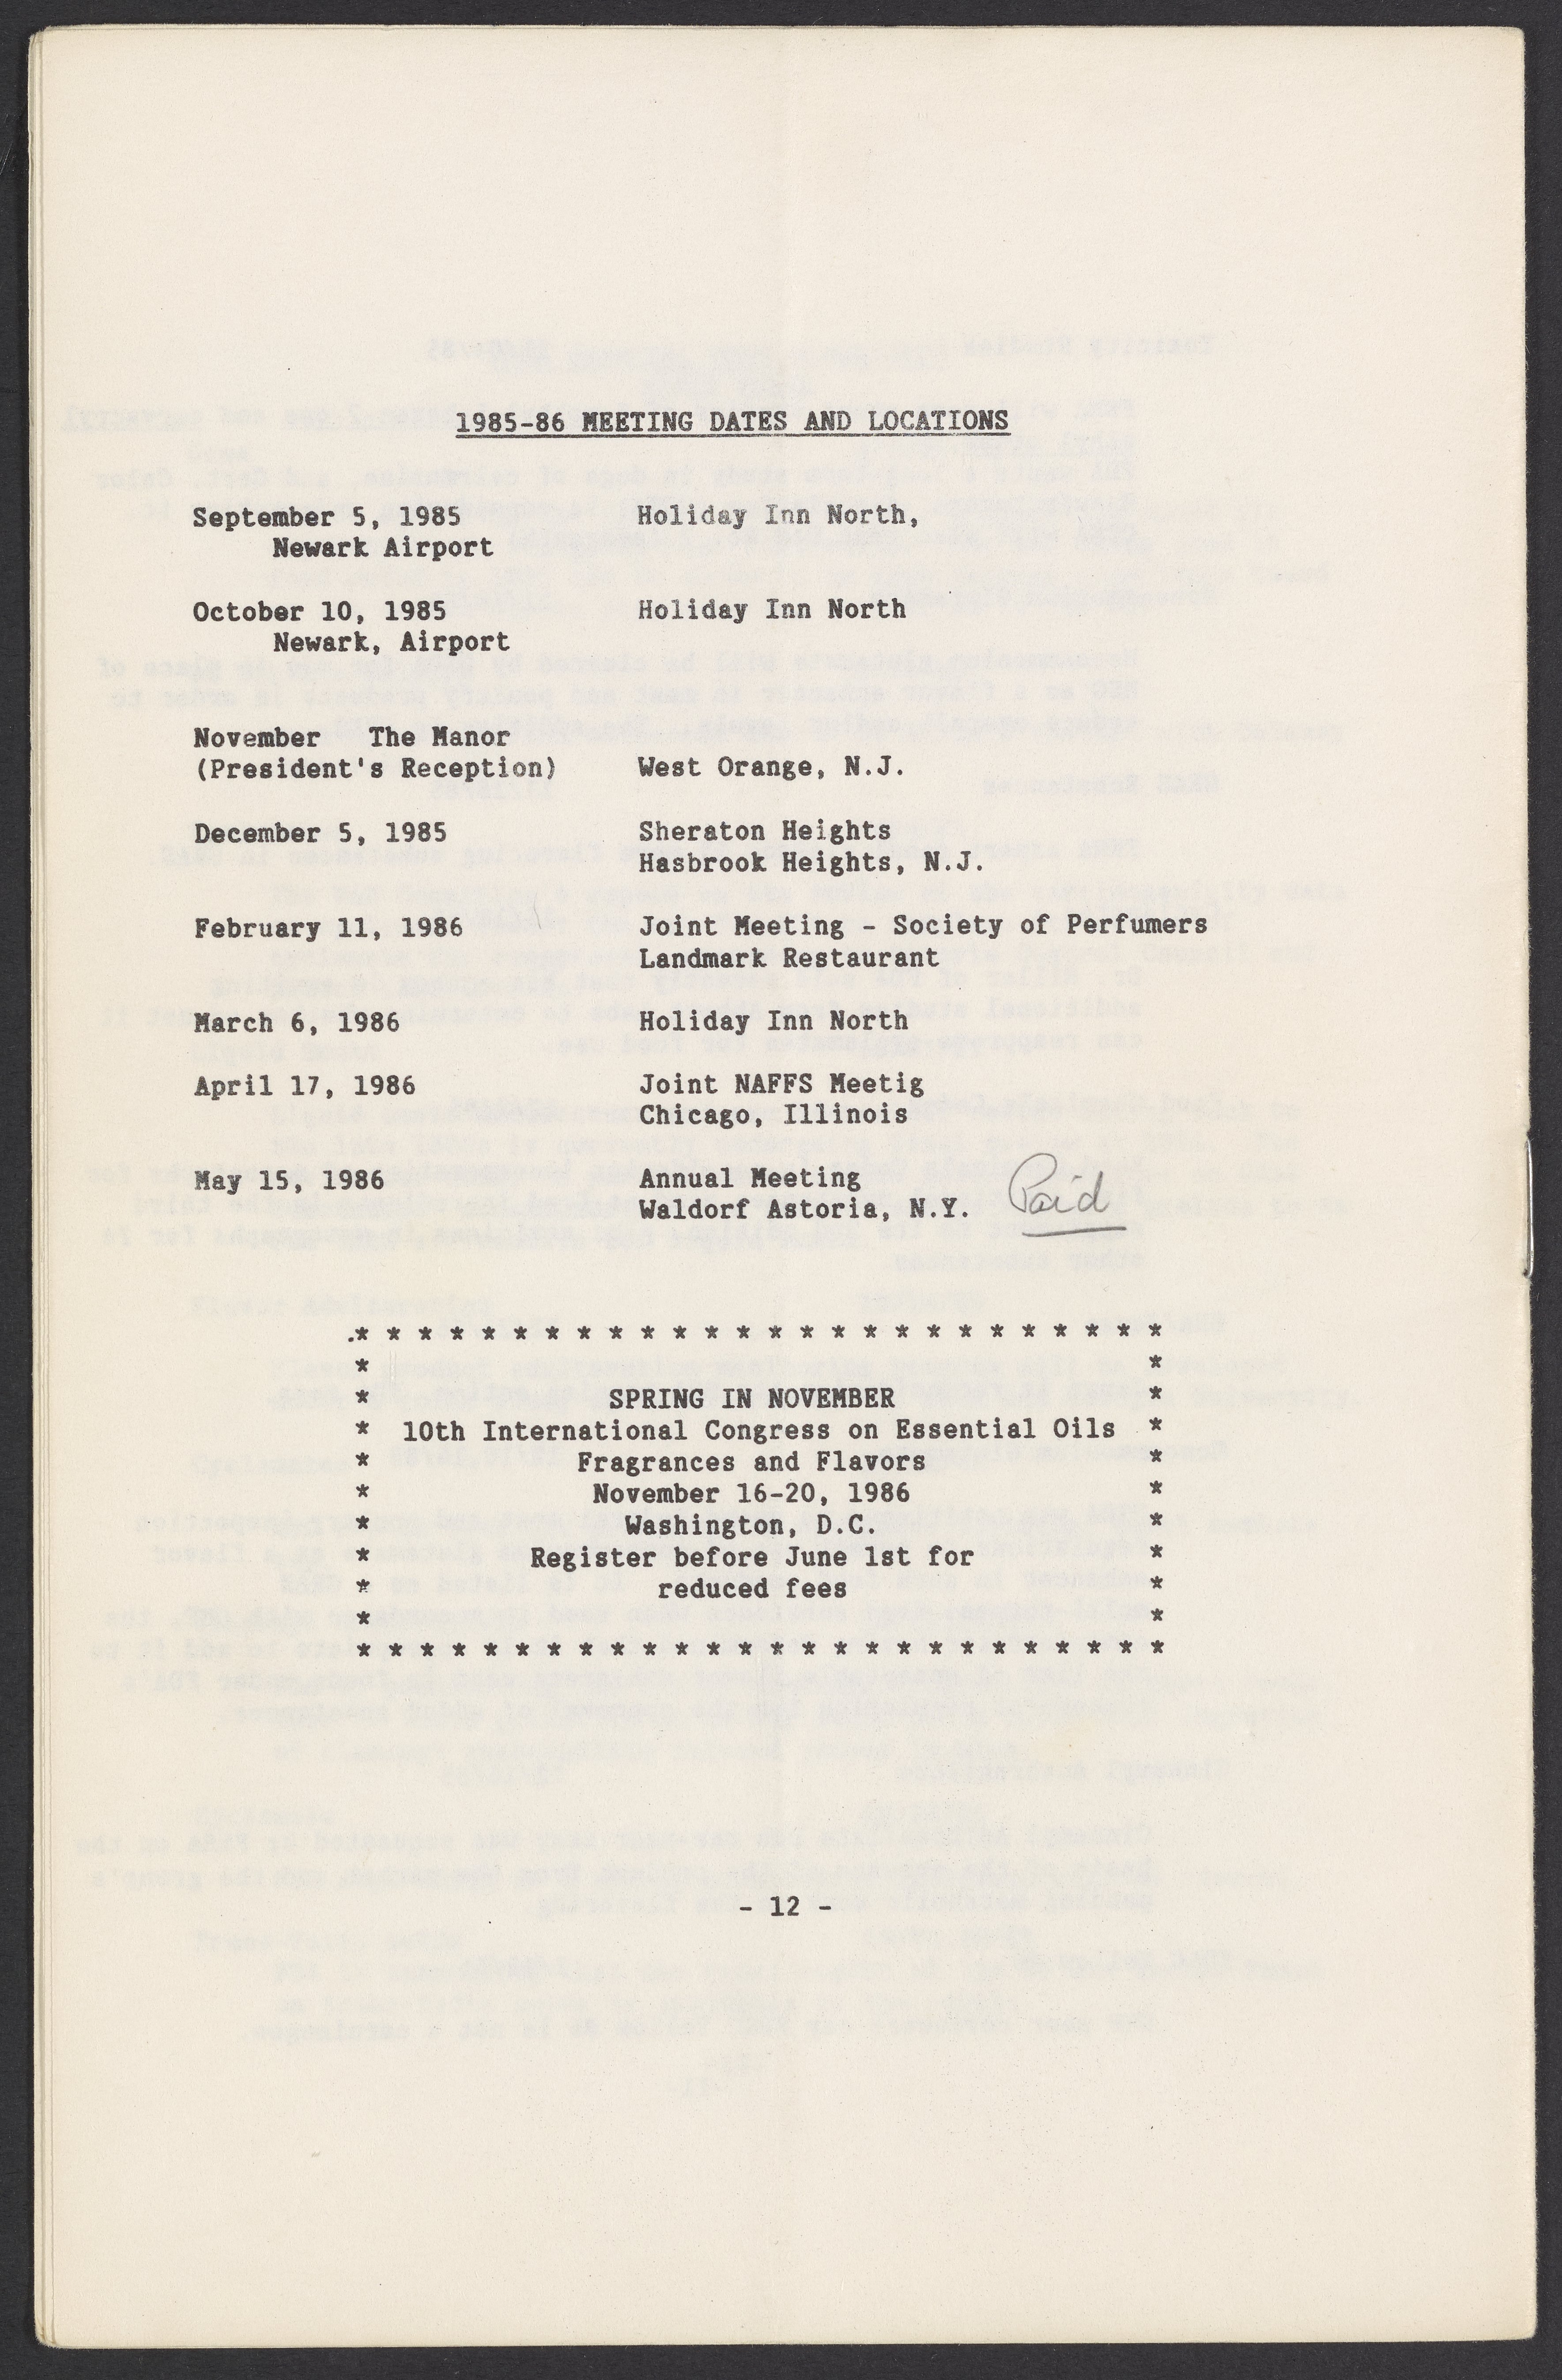 1985-86 MEETING DATES AND LOCATIONS
September 5, 1985 Holiday Inn North,
Newark Airport
October 10, 1985 Holiday Inn North
Newark, Airport
November The Manor
(President's Reception) West Orange, N.J.
December 5, 1985 Sheraton Heights
Hasbrook Heights, N.J.
February 11, 1986 Joint Meeting - Society of Perfumers
Landmark Restaurant
March 6, 1986 Holiday Inn North
April 17, 1986 Joint NAFFS Meetig
Chicago, Illinois
May 15, 1986 Annual Meeting
Waldorf Astoria, N.Y. Paid
* * * * * * * * * * * * * * * * * * * * * * * * * *
* *
* SPRING IN NOVEMBER *
* 10th International Congress on Essential Oils *
* Fragrances and Flavors *
* November 16-20, 1986 *
* Washington, D.C. *
* Register before June 1st for *
* reduced fees *
* *
* * * * * * * * * * * * * * * * * * * * * * * * * *
- 12 -